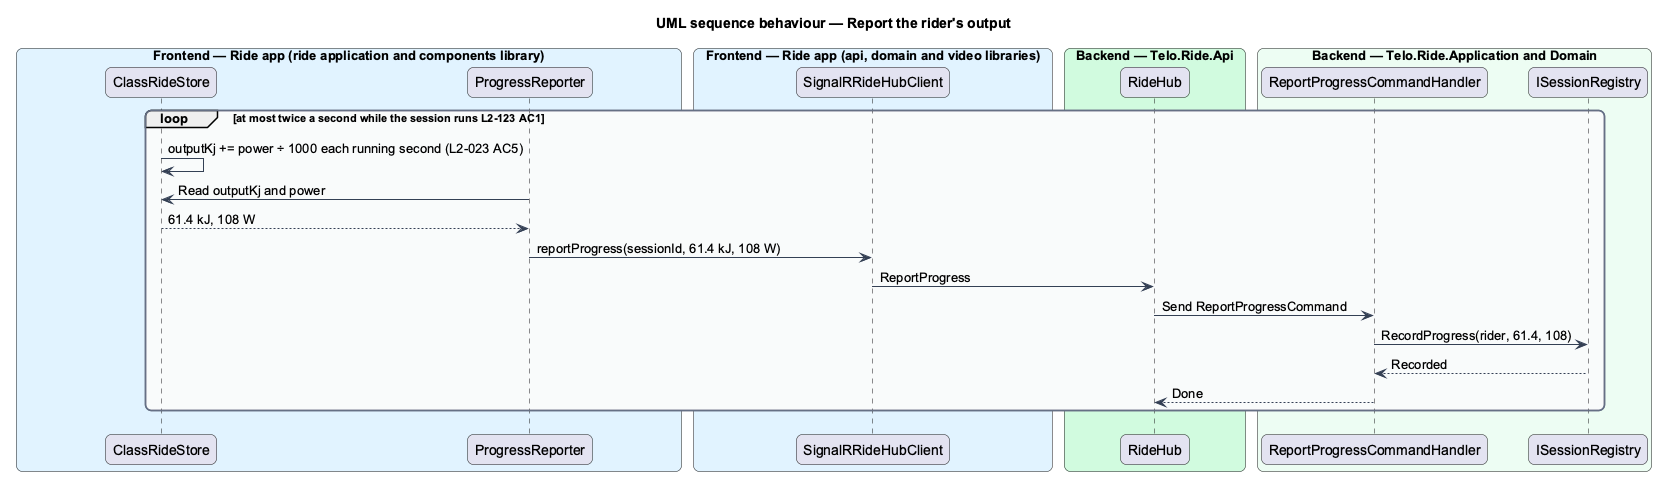 UML sequence behaviour — Report the rider's output
Frontend — Ride app (ride application and components library)
Frontend — Ride app (api, domain and video libraries)
Backend — Telo.Ride.Api
Backend — Telo.Ride.Application and Domain
ClassRideStore
ProgressReporter
SignalRRideHubClient
RideHub
ReportProgressCommandHandler
ISessionRegistry
loop
[at most twice a second while the session runs L2-123 AC1]
outputKj += power ÷ 1000 each running second (L2-023 AC5)
Read outputKj and power
61.4 kJ, 108 W
reportProgress(sessionId, 61.4 kJ, 108 W)
ReportProgress
Send ReportProgressCommand
RecordProgress(rider, 61.4, 108)
Recorded
Done
ClassRideStore
ProgressReporter
SignalRRideHubClient
RideHub
ReportProgressCommandHandler
ISessionRegistry